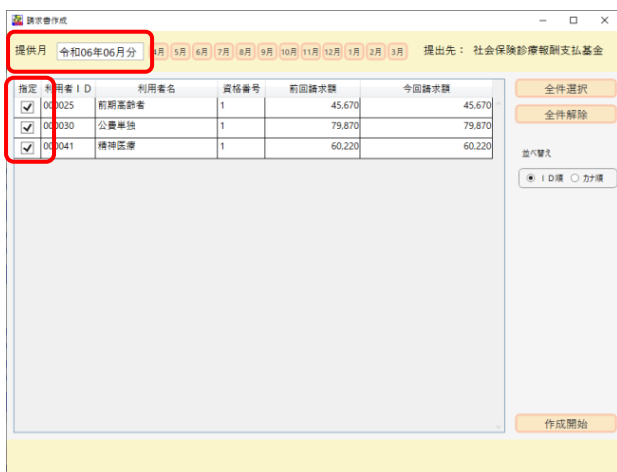 請求書作成
提供月 令和06年06月分 4月 5月 6月 7月 8月 9月 10月 11月 12月 1月 2月 3月 提出先： 社会保険診療報酬支払基金
指定 利用者ＩＤ 利用者名 資格番号 前回請求額 今回請求額
000025 前期高齢者 1 45,670 45,670
000030 公費単独 1 79,870 79,870
000041 精神医療 1 60,220 60,220
全件選択
全件解除
並べ替え
ＩＤ順 カナ順
作成開始